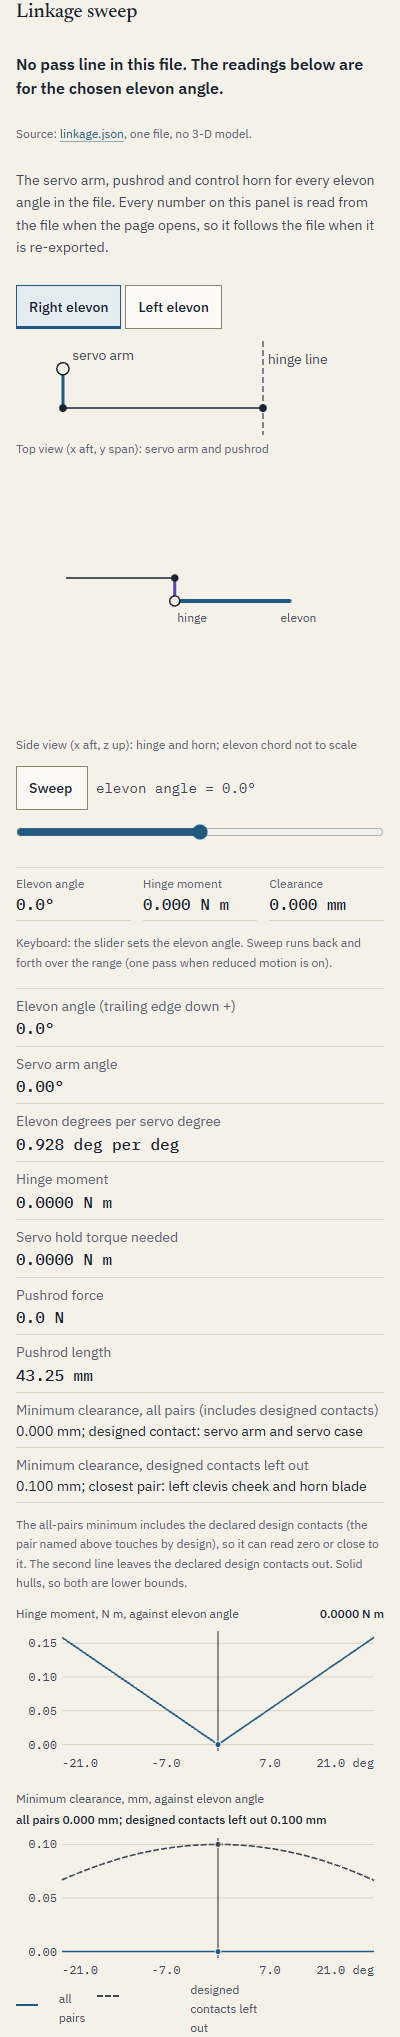 Linkage sweep
No pass line in this file. The readings below are
for the chosen elevon angle.
Source: linkage.json, one file, no 3-D model.
The servo arm, pushrod and control horn for every elevon
angle in the file. Every number on this panel is read from
the file when the page opens, so it follows the file when it
is re-exported.
Right elevon
Left elevon
servo arm
hinge line
Top view (x aft, y span): servo arm and pushrod
hinge
elevon
Side view (x aft, z up): hinge and horn; elevon chord not to scale
Sweep
elevon angle = 0.0°
Elevon angle
Hinge moment
Clearance
0.0°
0.000 N m
0.000 mm
Keyboard: the slider sets the elevon angle. Sweep runs back and
forth over the range (one pass when reduced motion is on).
Elevon angle (trailing edge down +)
0.0°
Servo arm angle
0.00°
Elevon degrees per servo degree
0.928 deg per deg
Hinge moment
0.0000 N m
Servo hold torque needed
0.0000 N m
Pushrod force
0.0 N
Pushrod length
43.25 mm
Minimum clearance, all pairs (includes designed contacts)
0.000 mm; designed contact: servo arm and servo case
Minimum clearance, designed contacts left out
0.100 mm; closest pair: left clevis cheek and horn blade
The all-pairs minimum includes the declared design contacts (the
pair named above touches by design), so it can read zero or close to
it. The second line leaves the declared design contacts out. Solid
hulls, so both are lower bounds.
Hinge moment, N m, against elevon angle
0.0000 N m
0.15
0.10
0.05
0.00
-21.0
-7.0
7.0
21.0 deg
Minimum clearance, mm, against elevon angle
all pairs 0.000 mm; designed contacts left out 0.100 mm
0.10
0.05
0.00
-21.0
-7.0
7.0
21.0 deg
all
pairs
designed
contacts left
out